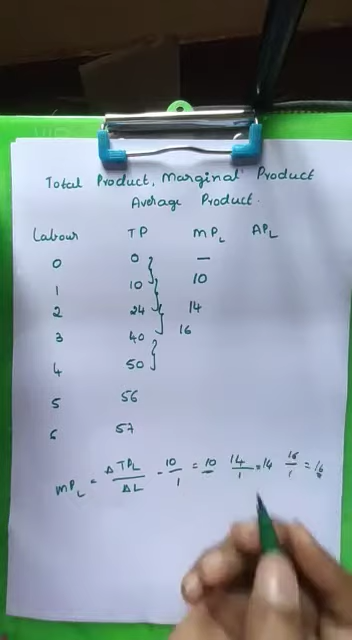 Total Product, Marginal Product
Average Product.
Labour TP MPL APL
0 0 —
1 10 10
2 24 14
3 40 16
4 50
5 56
6 57
MPL = ΔTPL/ΔL - 10/1 = 10 14/1 = 14 16/1 = 16